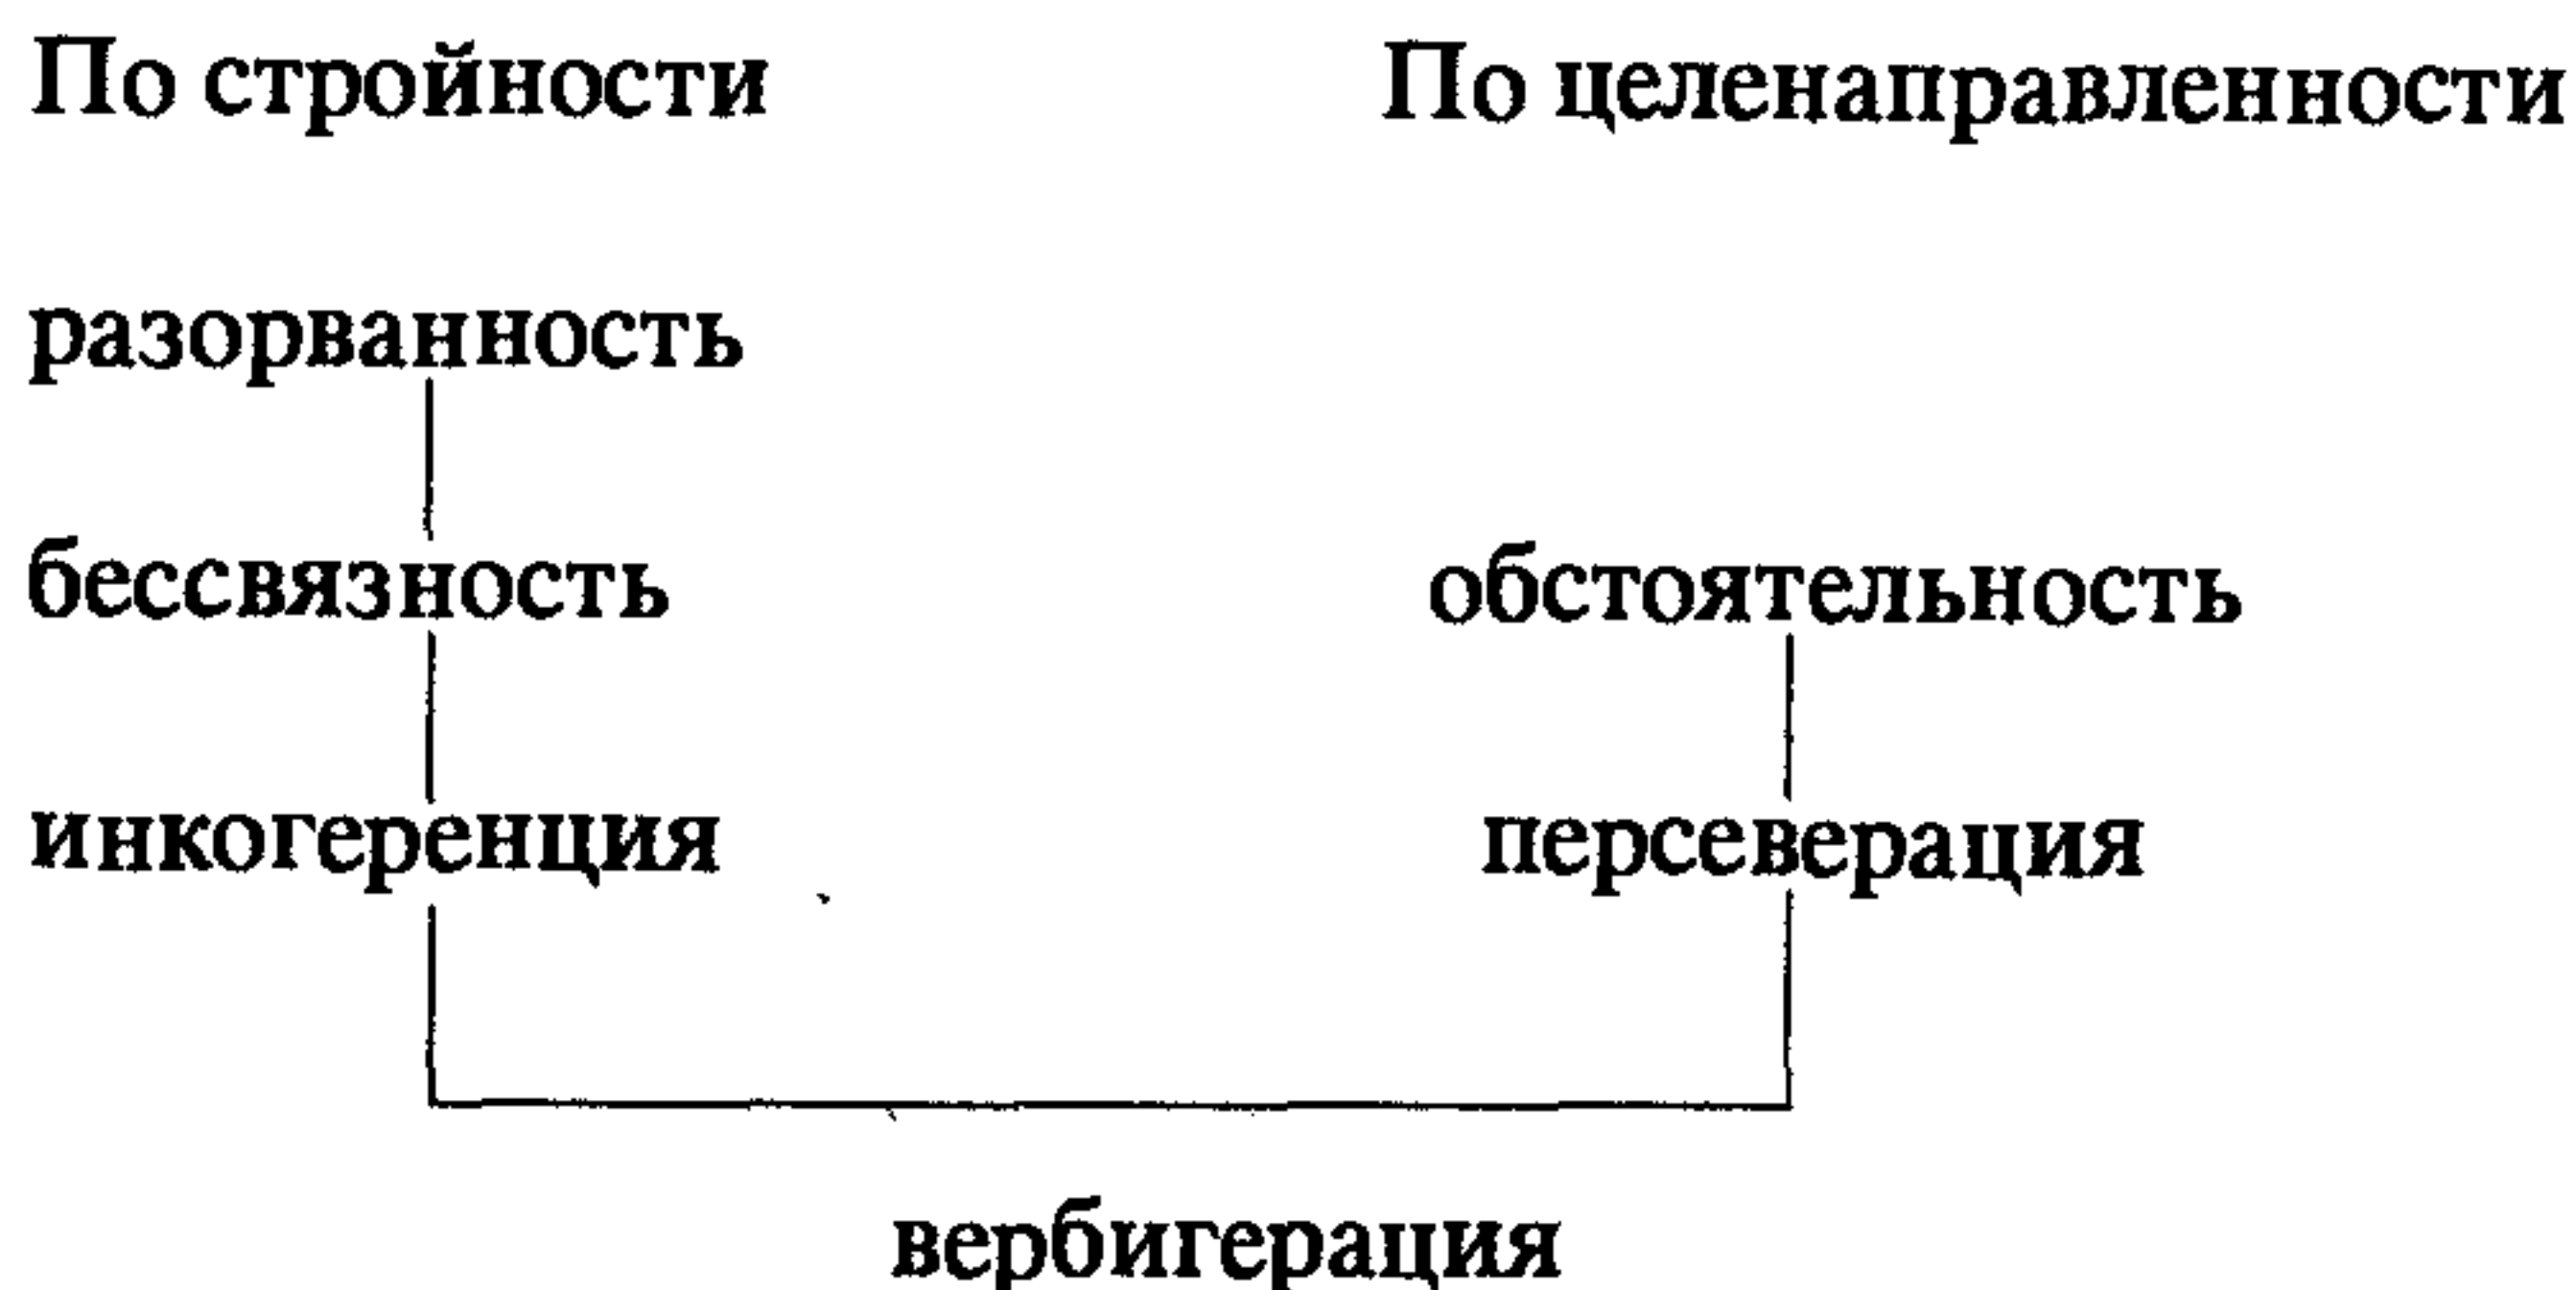 По стройности
По целенаправленности
разорванность
бессвязность
обстоятельность
инкогеренция
персеверация
вербигерация